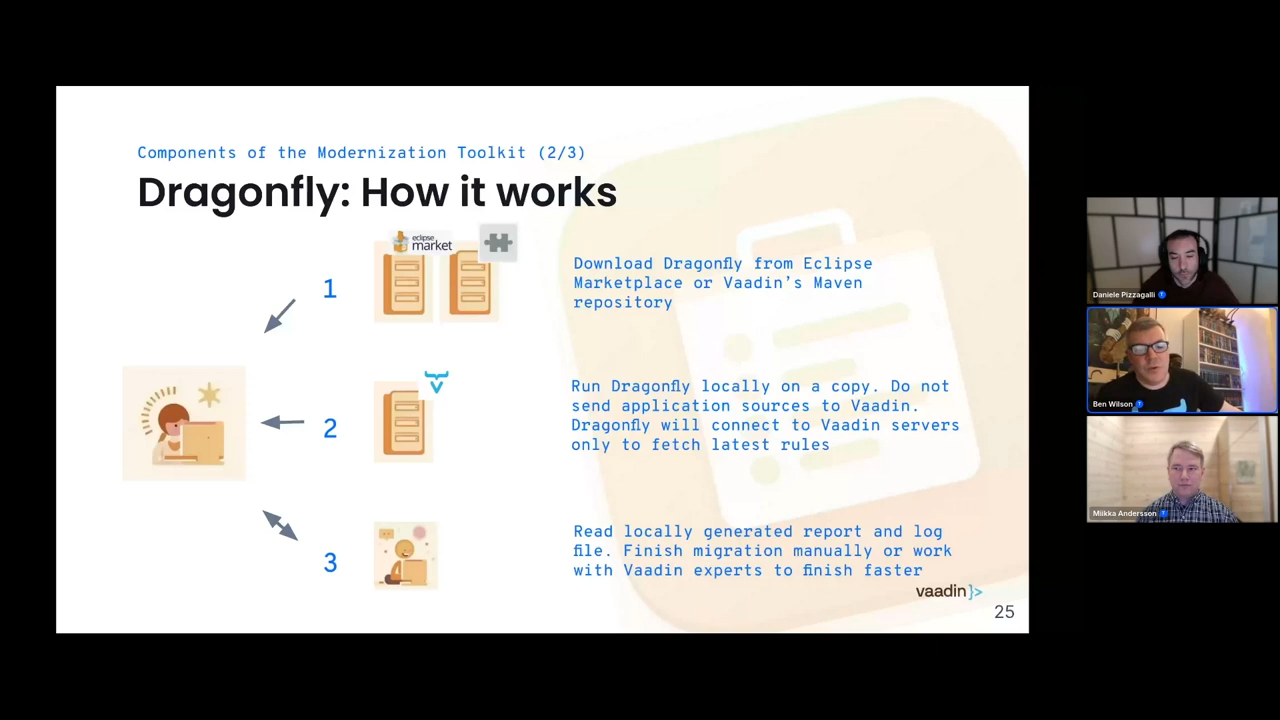 Components of the Modernization Toolkit (2/3)
Dragonfly: How it works
eclipse
market
1
Download Dragonfly from Eclipse
Marketplace or Vaadin’s Maven
repository
2
Run Dragonfly locally on a copy. Do not
send application sources to Vaadin.
Dragonfly will connect to Vaadin servers
only to fetch latest rules
3
Read locally generated report and log
file. Finish migration manually or work
with Vaadin experts to finish faster
vaadin}>
25
Daniele Pizzagalli
Ben Wilson
Miikka Andersson